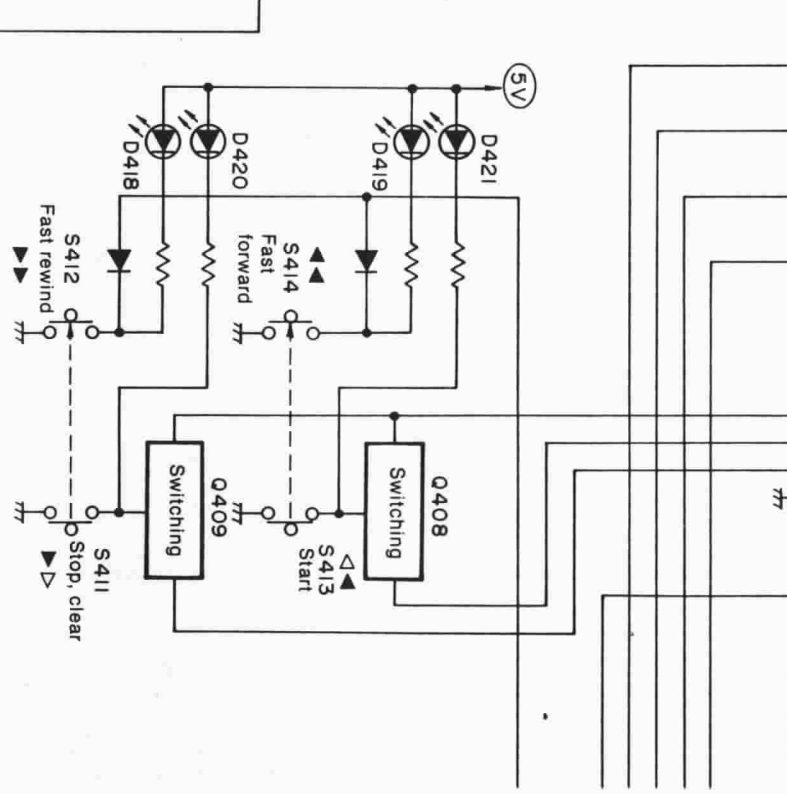 5V
D421
D419
D420
D418
▲▲
S414
Fast
forward
S412
Fast rewind
▼▼
Q408
Switching
Q409
Switching
△▲
S413
Start
S411
Stop, clear
▼▽